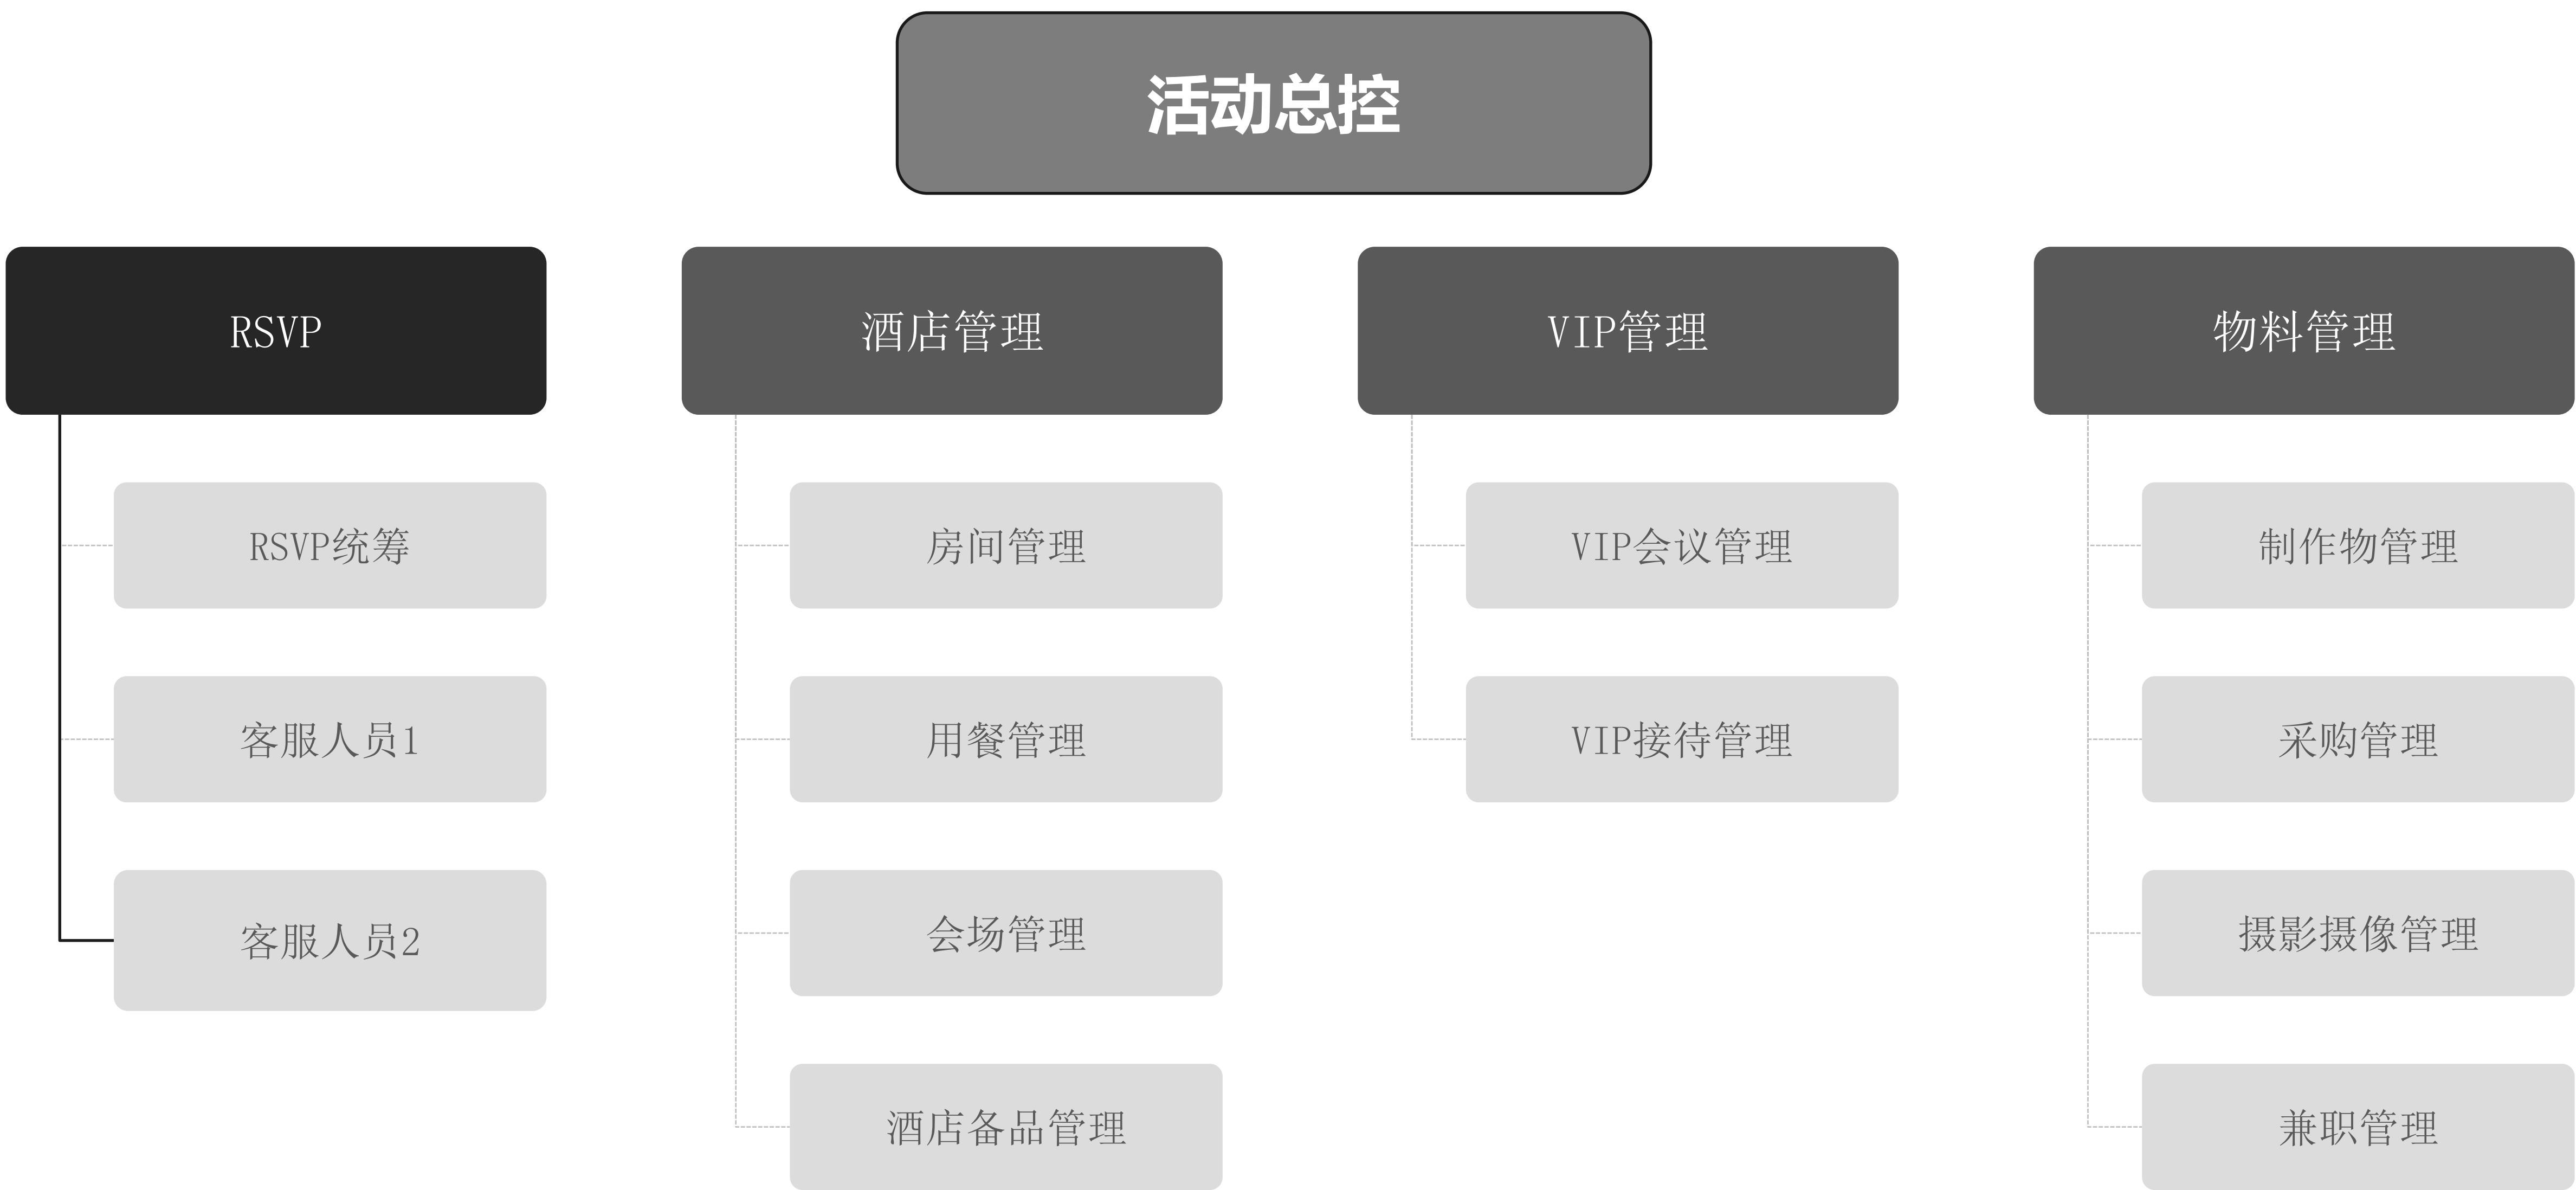 活动总控
RSVP
RSVP统筹
客服人员1
客服人员2
酒店管理
房间管理
用餐管理
会场管理
酒店备品管理
VIP管理
VIP会议管理
VIP接待管理
物料管理
制作物管理
采购管理
摄影摄像管理
兼职管理